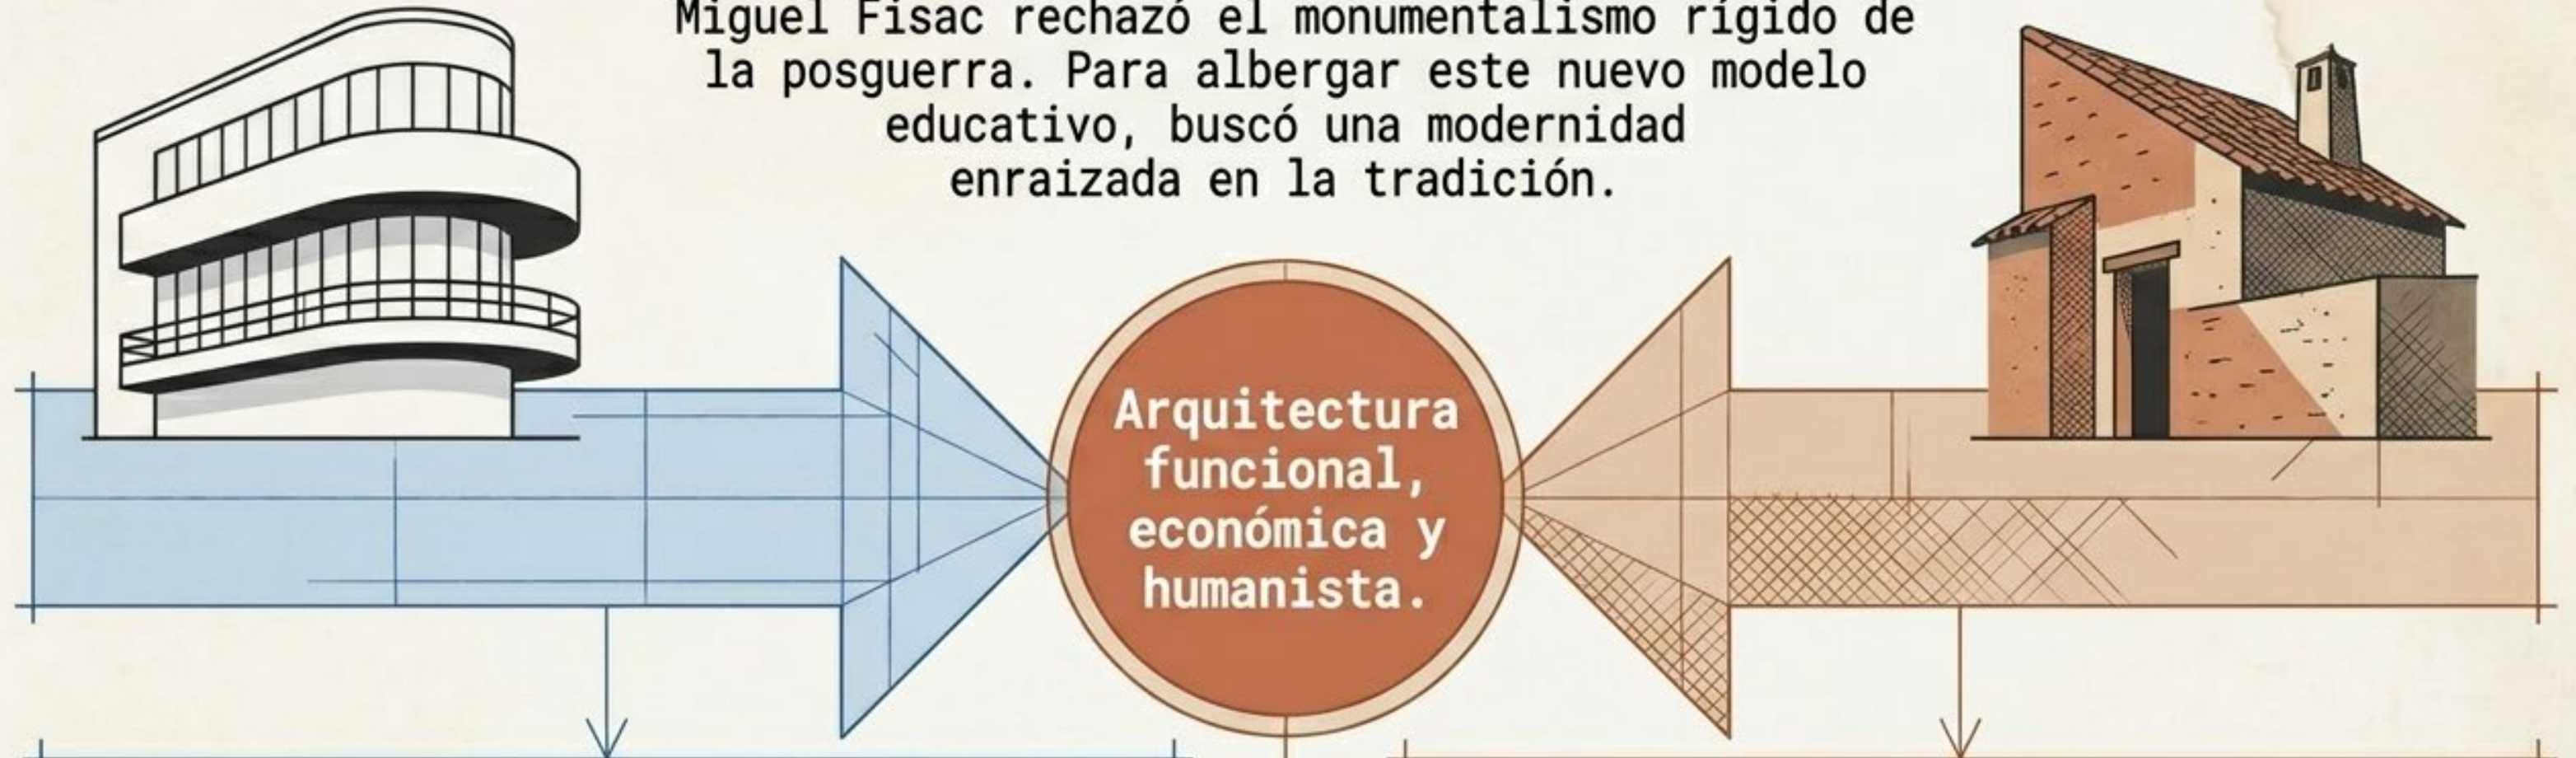 Miguel Fisac rechazó el monumentalismo rígido de
la posguerra. Para albergar este nuevo modelo
educativo, buscó una modernidad
enraizada en la tradición.
Arquitectura
funcional,
económica y
humanista.